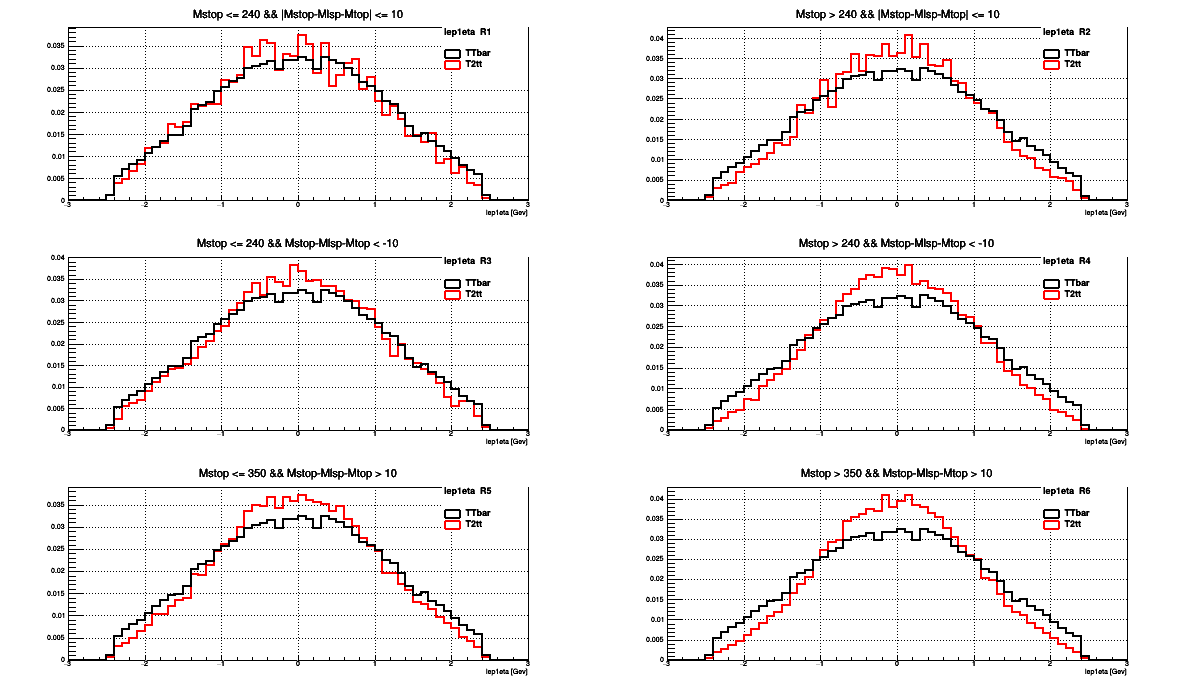 Mstop <= 240 && |Mstop-Mlsp-Mtop| <= 10
lep1eta R1
TTbar
T2tt
0.035
0.03
0.025
0.02
0.015
0.01
0.005
0
-3 -2 -1 0 1 2 3
lep1eta [Gev]
Mstop > 240 && |Mstop-Mlsp-Mtop| <= 10
lep1eta R2
TTbar
T2tt
0.04
0.035
0.03
0.025
0.02
0.015
0.01
0.005
0
-3 -2 -1 0 1 2 3
lep1eta [Gev]
Mstop <= 240 && Mstop-Mlsp-Mtop < -10
lep1eta R3
TTbar
T2tt
0.04
0.035
0.03
0.025
0.02
0.015
0.01
0.005
0
-3 -2 -1 0 1 2 3
lep1eta [Gev]
Mstop > 240 && Mstop-Mlsp-Mtop < -10
lep1eta R4
TTbar
T2tt
0.04
0.035
0.03
0.025
0.02
0.015
0.01
0.005
0
-3 -2 -1 0 1 2 3
lep1eta [Gev]
Mstop <= 350 && Mstop-Mlsp-Mtop > 10
lep1eta R5
TTbar
T2tt
0.035
0.03
0.025
0.02
0.015
0.01
0.005
0
-3 -2 -1 0 1 2 3
lep1eta [Gev]
Mstop > 350 && Mstop-Mlsp-Mtop > 10
lep1eta R6
TTbar
T2tt
0.04
0.035
0.03
0.025
0.02
0.015
0.01
0.005
0
-3 -2 -1 0 1 2 3
lep1eta [Gev]